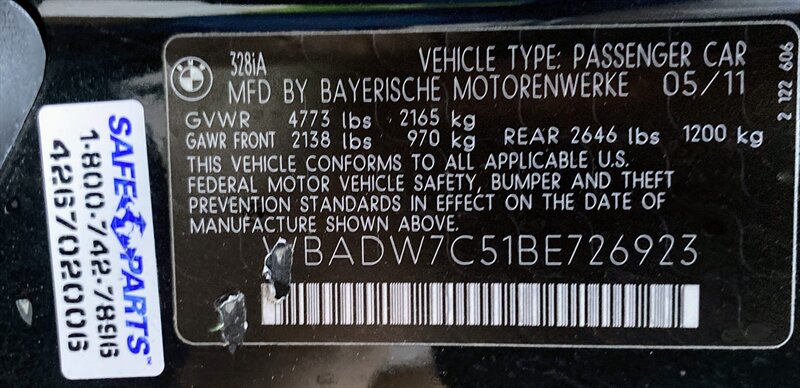 BMW
328iA VEHICLE TYPE: PASSENGER CAR
MFD BY BAYERISCHE MOTORENWERKE 05/11
GVWR 4773 lbs 2165 kg
GAWR FRONT 2138 lbs 970 kg REAR 2646 lbs 1200 kg
THIS VEHICLE CONFORMS TO ALL APPLICABLE U.S.
FEDERAL MOTOR VEHICLE SAFETY, BUMPER AND THEFT
PREVENTION STANDARDS IN EFFECT ON THE DATE OF
MANUFACTURE SHOWN ABOVE.
WBADW7C51BE726923
2 122 606
SAFE PARTS
1-800-742-7896
426702006